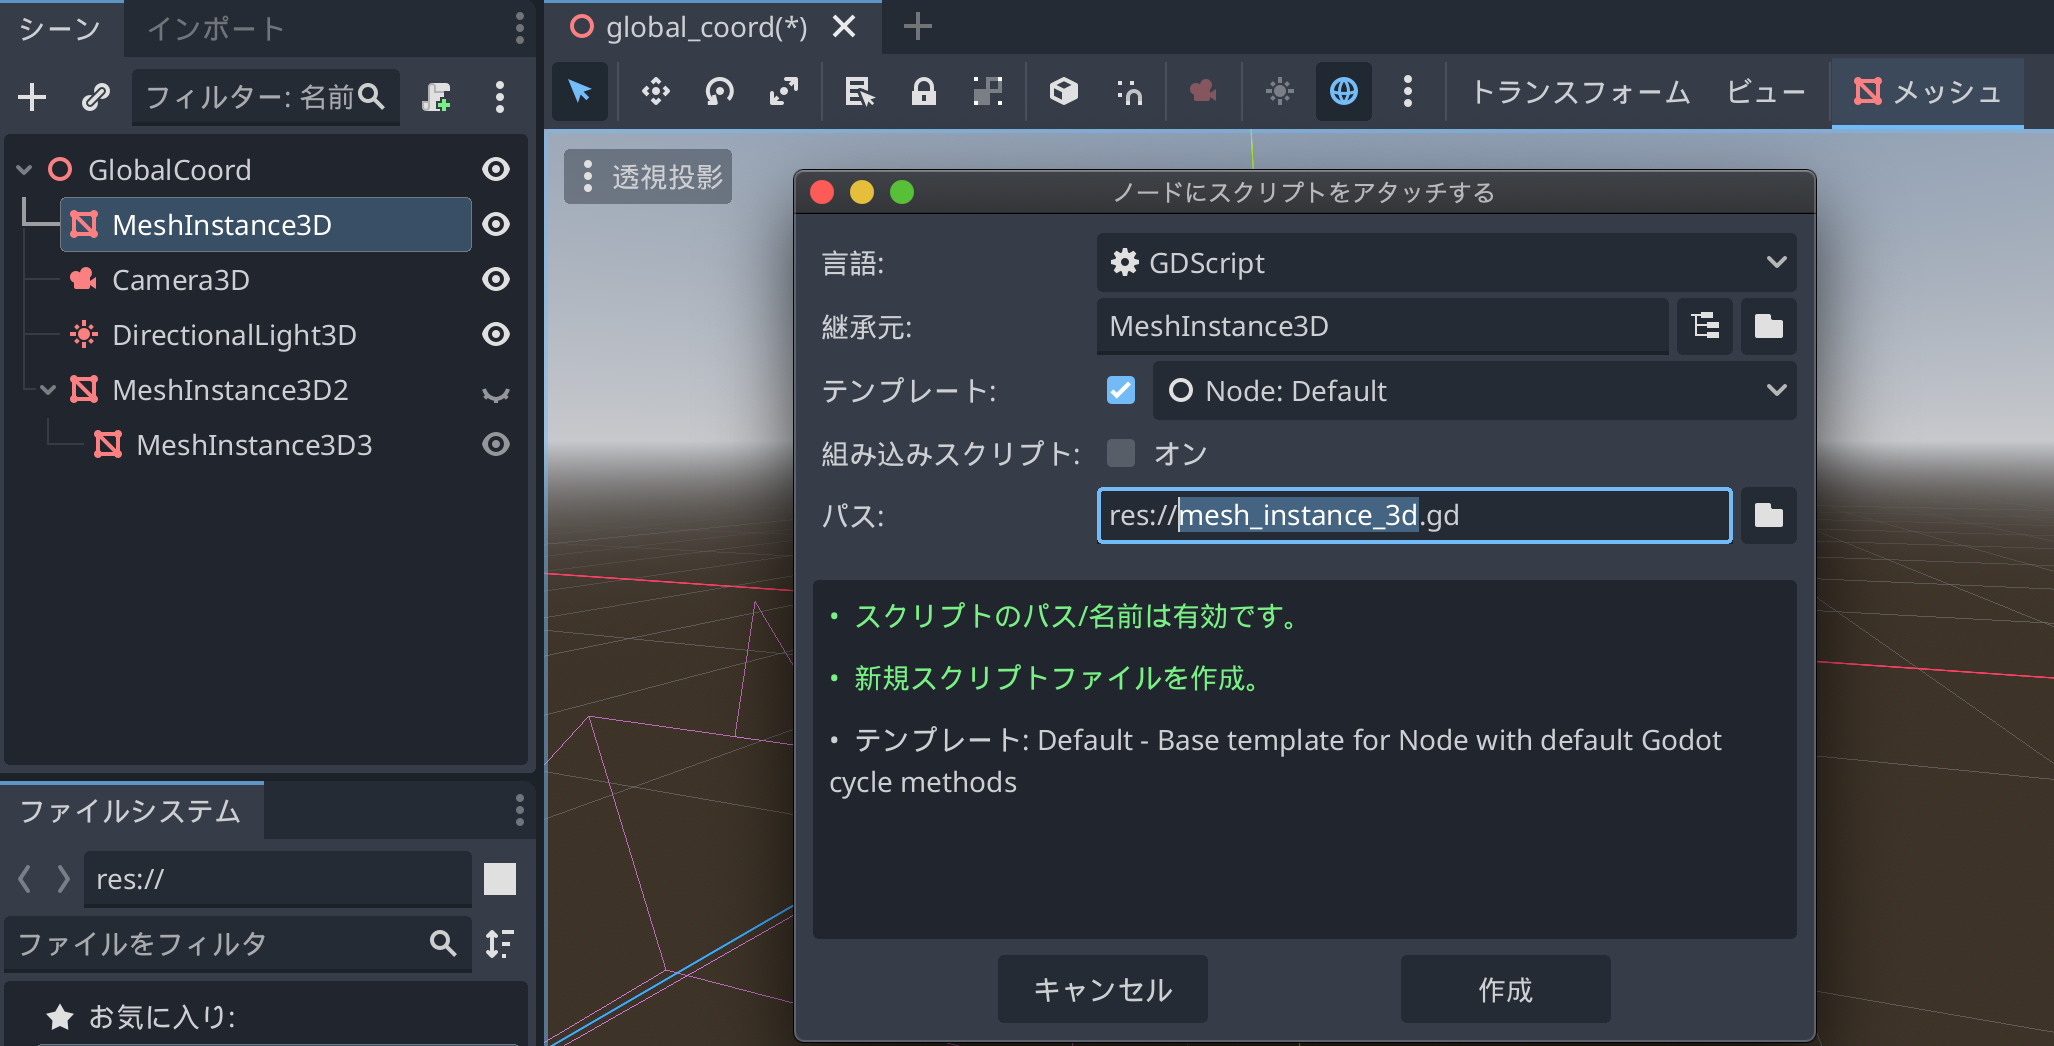 シーン
インポート
フィルター: 名前
GlobalCoord
MeshInstance3D
Camera3D
DirectionalLight3D
MeshInstance3D2
MeshInstance3D3
ファイルシステム
res://
ファイルをフィルタ
お気に入り:
global_coord(*)
トランスフォーム
ビュー
メッシュ
透視投影
ノードにスクリプトをアタッチする
言語:
GDScript
継承元:
MeshInstance3D
テンプレート:
Node: Default
組み込みスクリプト:
オン
パス:
res://mesh_instance_3d.gd
• スクリプトのパス/名前は有効です。
• 新規スクリプトファイルを作成。
• テンプレート: Default - Base template for Node with default Godot
cycle methods
キャンセル
作成